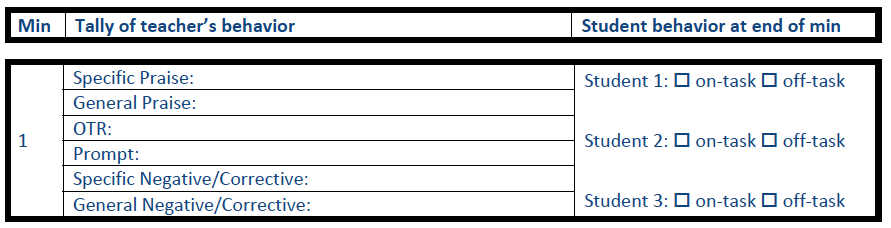 Min Tally of teacher’s behavior Student behavior at end of min
1
Specific Praise:
General Praise:
OTR:
Prompt:
Specific Negative/Corrective:
General Negative/Corrective:
Student 1: ☐ on-task ☐ off-task
Student 2: ☐ on-task ☐ off-task
Student 3: ☐ on-task ☐ off-task